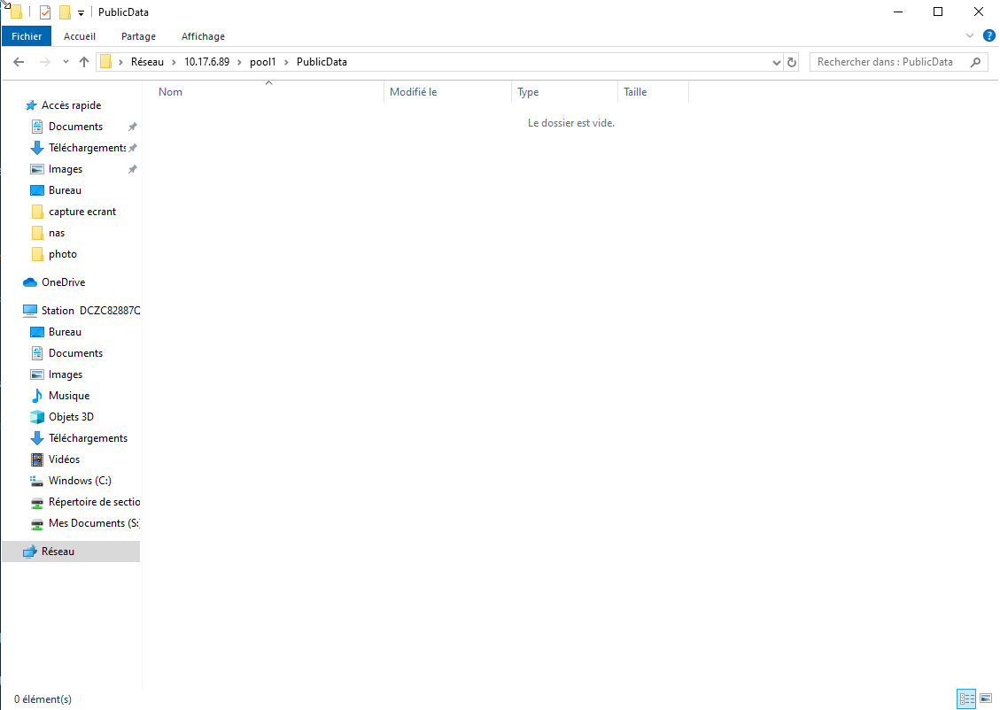 PublicData
Fichier Accueil Partage Affichage
Réseau 10.17.6.89 pool1 PublicData Rechercher dans : PublicData
Nom Modifié le Type Taille
Le dossier est vide.
Accès rapide
Documents
Téléchargements
Images
Bureau
capture ecrant
nas
photo
OneDrive
Station DCZC82887Q
Bureau
Documents
Images
Musique
Objets 3D
Téléchargements
Vidéos
Windows (C:)
Répertoire de sectio
Mes Documents (S:
Réseau
0 élément(s)